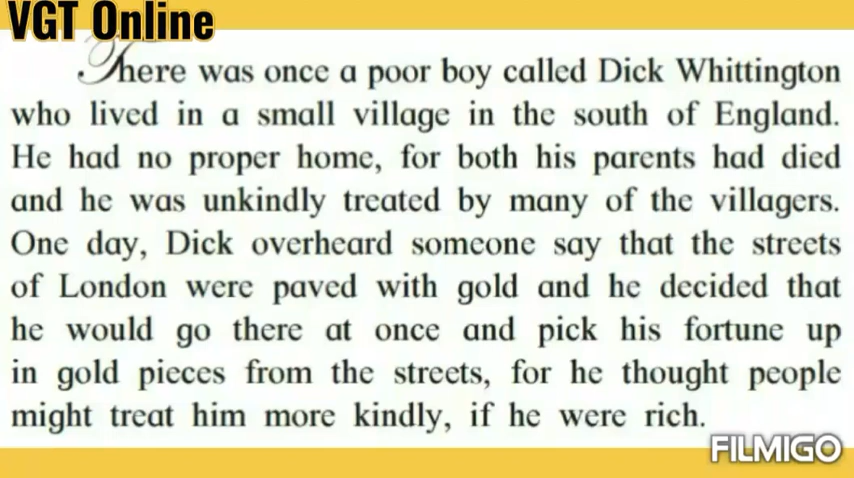 VGT Online
There was once a poor boy called Dick Whittington
who lived in a small village in the south of England.
He had no proper home, for both his parents had died
and he was unkindly treated by many of the villagers.
One day, Dick overheard someone say that the streets
of London were paved with gold and he decided that
he would go there at once and pick his fortune up
in gold pieces from the streets, for he thought people
might treat him more kindly, if he were rich.
FILMIGO